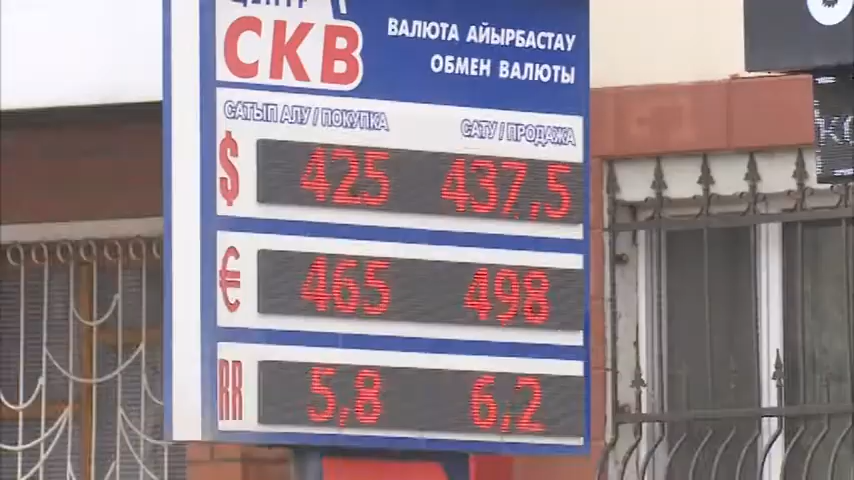 ЦЕНТР
СКВ
ВАЛЮТА АЙЫРБАСТАУ
ОБМЕН ВАЛЮТЫ
САТЫП АЛУ / ПОКУПКА
САТУ / ПРОДАЖА
$ 425 437,5
€ 465 498
RR 5,8 6,2